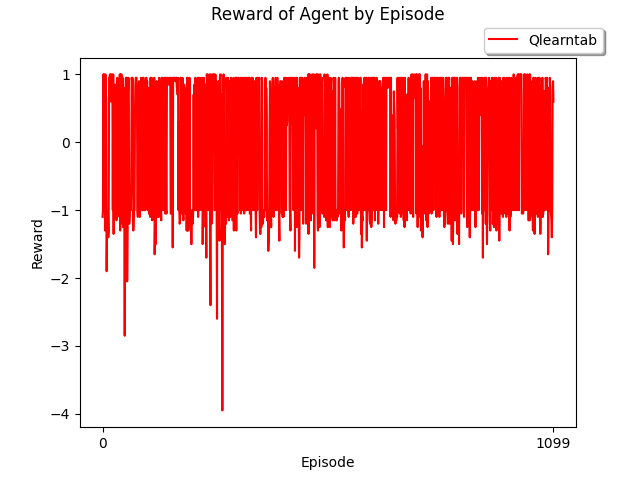 Reward of Agent by Episode
Qlearntab
1
0
−1
−2
−3
−4
Reward
0
1099
Episode